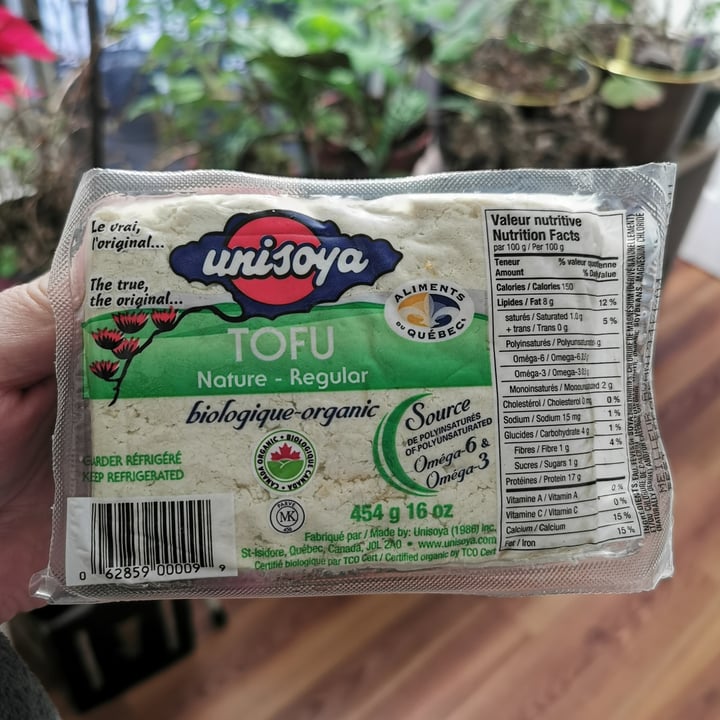 Le vrai,
l'original...
The true,
the original...
unisoya
ALIMENTS
DU QUÉBEC
TOFU
Nature - Regular
biologique-organic
Source
DE POLYINSATURÉS
OF POLYUNSATURATED
Oméga-6 &
Oméga-3
GARDER RÉFRIGÉRÉ
KEEP REFRIGERATED
CANADA ORGANIC • BIOLOGIQUE CANADA •
PARVE
MK
454 g 16 oz
Fabriqué par / Made by: Unisoya (1986) Inc.
St-Isidore, Québec, Canada, J0L 2A0 • www.unisoya.com
Certifié biologique par TCO Cert / Certified organic by TCO Cert
0 62859 00009 9
Valeur nutritive
Nutrition Facts
par 100 g / Per 100 g
Teneur % valeur quotidienne
Amount % Daily Value
Calories / Calories 150
Lipides / Fat 8 g 12 %
saturés / Saturated 1.0 g 5 %
+ trans / Trans 0 g
Polyinsaturés / Polyunsaturated g
Oméga-6 / Omega-6
Oméga-3 / Omega-3
Monoinsaturés / Monounsaturated 2 g
Cholestérol / Cholesterol 0 mg 0 %
Sodium / Sodium 15 mg 1 %
Glucides / Carbohydrate 4 g 1 %
Fibres / Fibre 1 g 4 %
Sucres / Sugars 1 g
Protéines / Protein 17 g
Vitamine A / Vitamin A 0 %
Vitamine C / Vitamin C 0 %
Calcium / Calcium 15 %
Fer / Iron 15 %